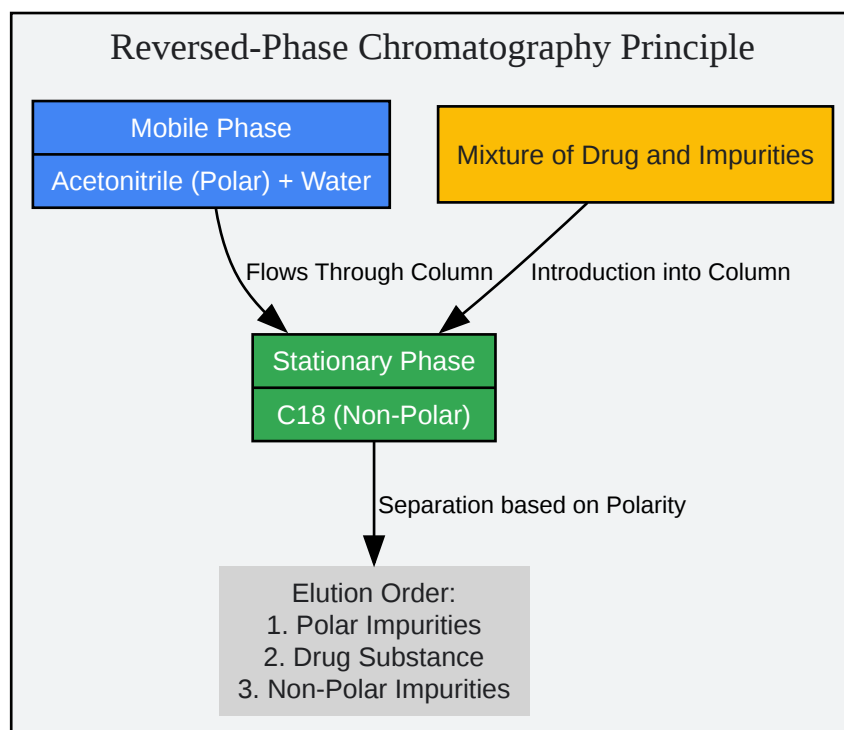 Reversed-Phase Chromatography Principle
Mobile Phase
Acetonitrile (Polar) + Water
Mixture of Drug and Impurities
Flows Through Column
Introduction into Column
Stationary Phase
C18 (Non-Polar)
Separation based on Polarity
Elution Order:
1. Polar Impurities
2. Drug Substance
3. Non-Polar Impurities